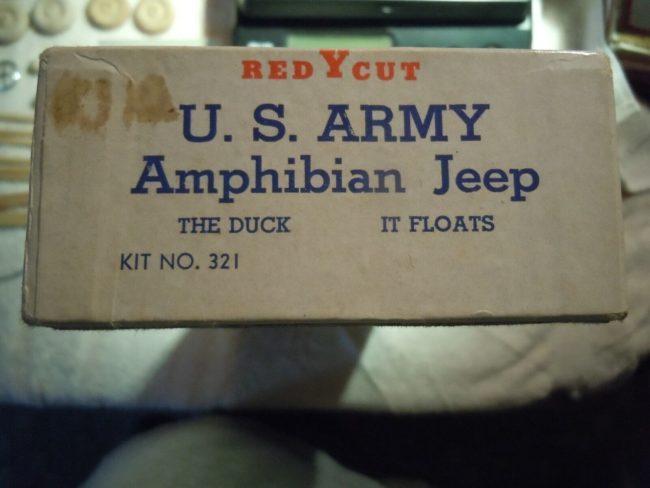 RED Y CUT
U. S. ARMY
Amphibian Jeep
THE DUCK IT FLOATS
KIT NO. 321